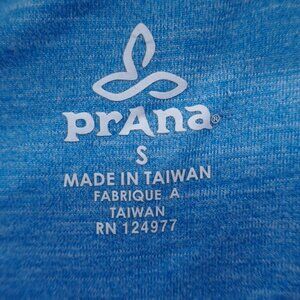 prAna®
S
MADE IN TAIWAN
FABRIQUE A
TAIWAN
RN 124977